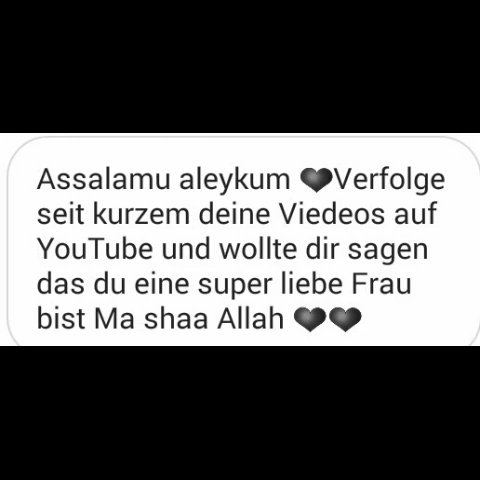 Assalamu aleykum 🖤Verfolge
seit kurzem deine Viedeos auf
YouTube und wollte dir sagen
das du eine super liebe Frau
bist Ma shaa Allah 🖤🖤